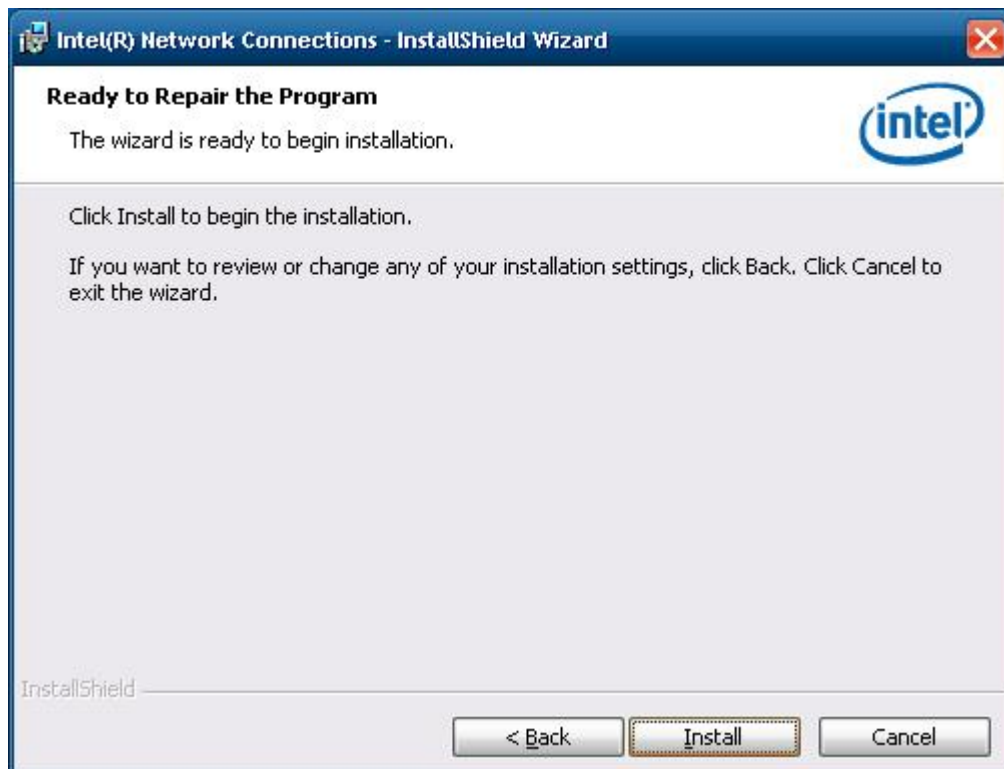 Intel(R) Network Connections - InstallShield Wizard
Ready to Repair the Program
The wizard is ready to begin installation.
intel
Click Install to begin the installation.
If you want to review or change any of your installation settings, click Back. Click Cancel to
exit the wizard.
InstallShield
< Back
Install
Cancel